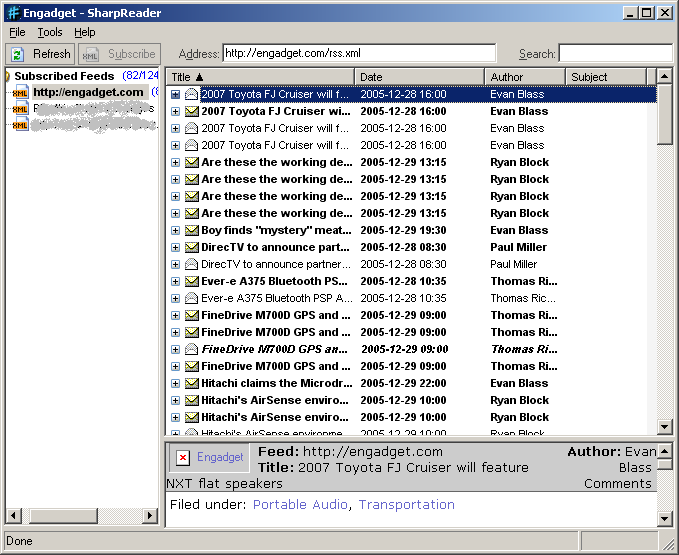 Engadget - SharpReader
File Tools Help
Refresh Subscribe Address: http://engadget.com/rss.xml Search:
Subscribed Feeds (82/124
XML http://engadget.com (8
XML
XML
Title Date Author Subject
2007 Toyota FJ Cruiser will f... 2005-12-28 16:00 Evan Blass
2007 Toyota FJ Cruiser wi... 2005-12-28 16:00 Evan Blass
2007 Toyota FJ Cruiser will f... 2005-12-28 16:00 Evan Blass
2007 Toyota FJ Cruiser will f... 2005-12-28 16:00 Evan Blass
Are these the working de... 2005-12-29 13:15 Ryan Block
Are these the working de... 2005-12-29 13:15 Ryan Block
Are these the working de... 2005-12-29 13:15 Ryan Block
Are these the working de... 2005-12-29 13:15 Ryan Block
Boy finds "mystery" meat... 2005-12-29 19:30 Evan Blass
DirecTV to announce part... 2005-12-28 08:30 Paul Miller
DirecTV to announce partner... 2005-12-28 08:30 Paul Miller
Ever-e A375 Bluetooth PS... 2005-12-28 10:35 Thomas Ri...
Ever-e A375 Bluetooth PSP A... 2005-12-28 10:35 Thomas Ric...
FineDrive M700D GPS and ... 2005-12-29 09:00 Thomas Ri...
FineDrive M700D GPS and ... 2005-12-29 09:00 Thomas Ri...
FineDrive M700D GPS an... 2005-12-29 09:00 Thomas Ri...
FineDrive M700D GPS and ... 2005-12-29 09:00 Thomas Ri...
Hitachi claims the Microdr... 2005-12-29 22:00 Evan Blass
Hitachi's AirSense enviro... 2005-12-29 10:00 Ryan Block
Hitachi's AirSense enviro... 2005-12-29 10:00 Ryan Block
Hitachi's AirSense environme... 2005-12-29 10:00 Ryan Block
Engadget Feed: http://engadget.com Author: Evan
Title: 2007 Toyota FJ Cruiser will feature Blass
NXT flat speakers Comments
Filed under: Portable Audio, Transportation
Done